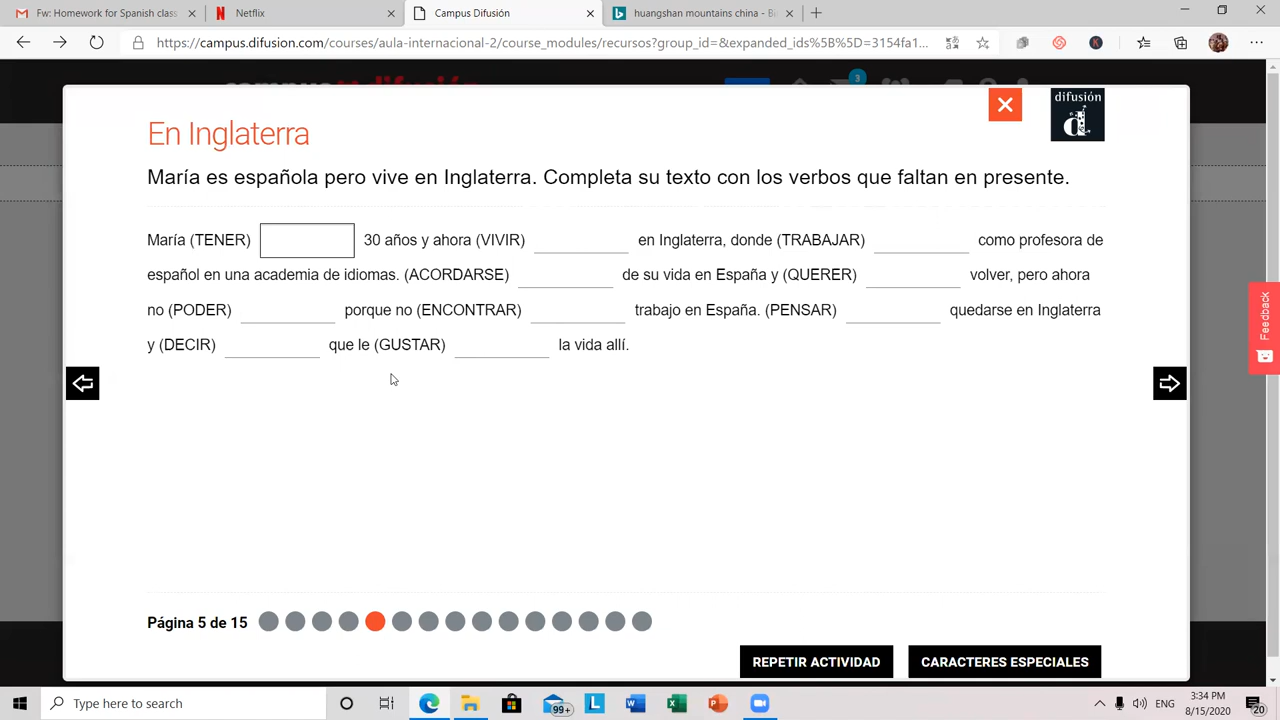 Fw: Homework for Spanish class
Netflix
Campus Difusión
huangshan mountains china - Bi
https://campus.difusion.com/courses/aula-internacional-2/course_modules/recursos?group_id=&expanded_ids%5B%5D=3154fa1...
3
difusión
d
En Inglaterra
María es española pero vive en Inglaterra. Completa su texto con los verbos que faltan en presente.
María (TENER) 30 años y ahora (VIVIR) en Inglaterra, donde (TRABAJAR) como profesora de
español en una academia de idiomas. (ACORDARSE) de su vida en España y (QUERER) volver, pero ahora
no (PODER) porque no (ENCONTRAR) trabajo en España. (PENSAR) quedarse en Inglaterra
y (DECIR) que le (GUSTAR) la vida allí.
Feedback
Página 5 de 15
REPETIR ACTIVIDAD CARACTERES ESPECIALES
Type here to search
99+
ENG
3:34 PM
8/15/2020
20